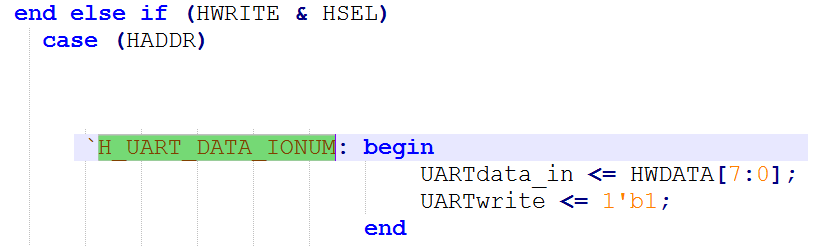 end else if (HWRITE & HSEL)
case (HADDR)
`H_UART_DATA_IONUM: begin
UARTdata_in <= HWDATA[7:0];
UARTwrite <= 1'b1;
end